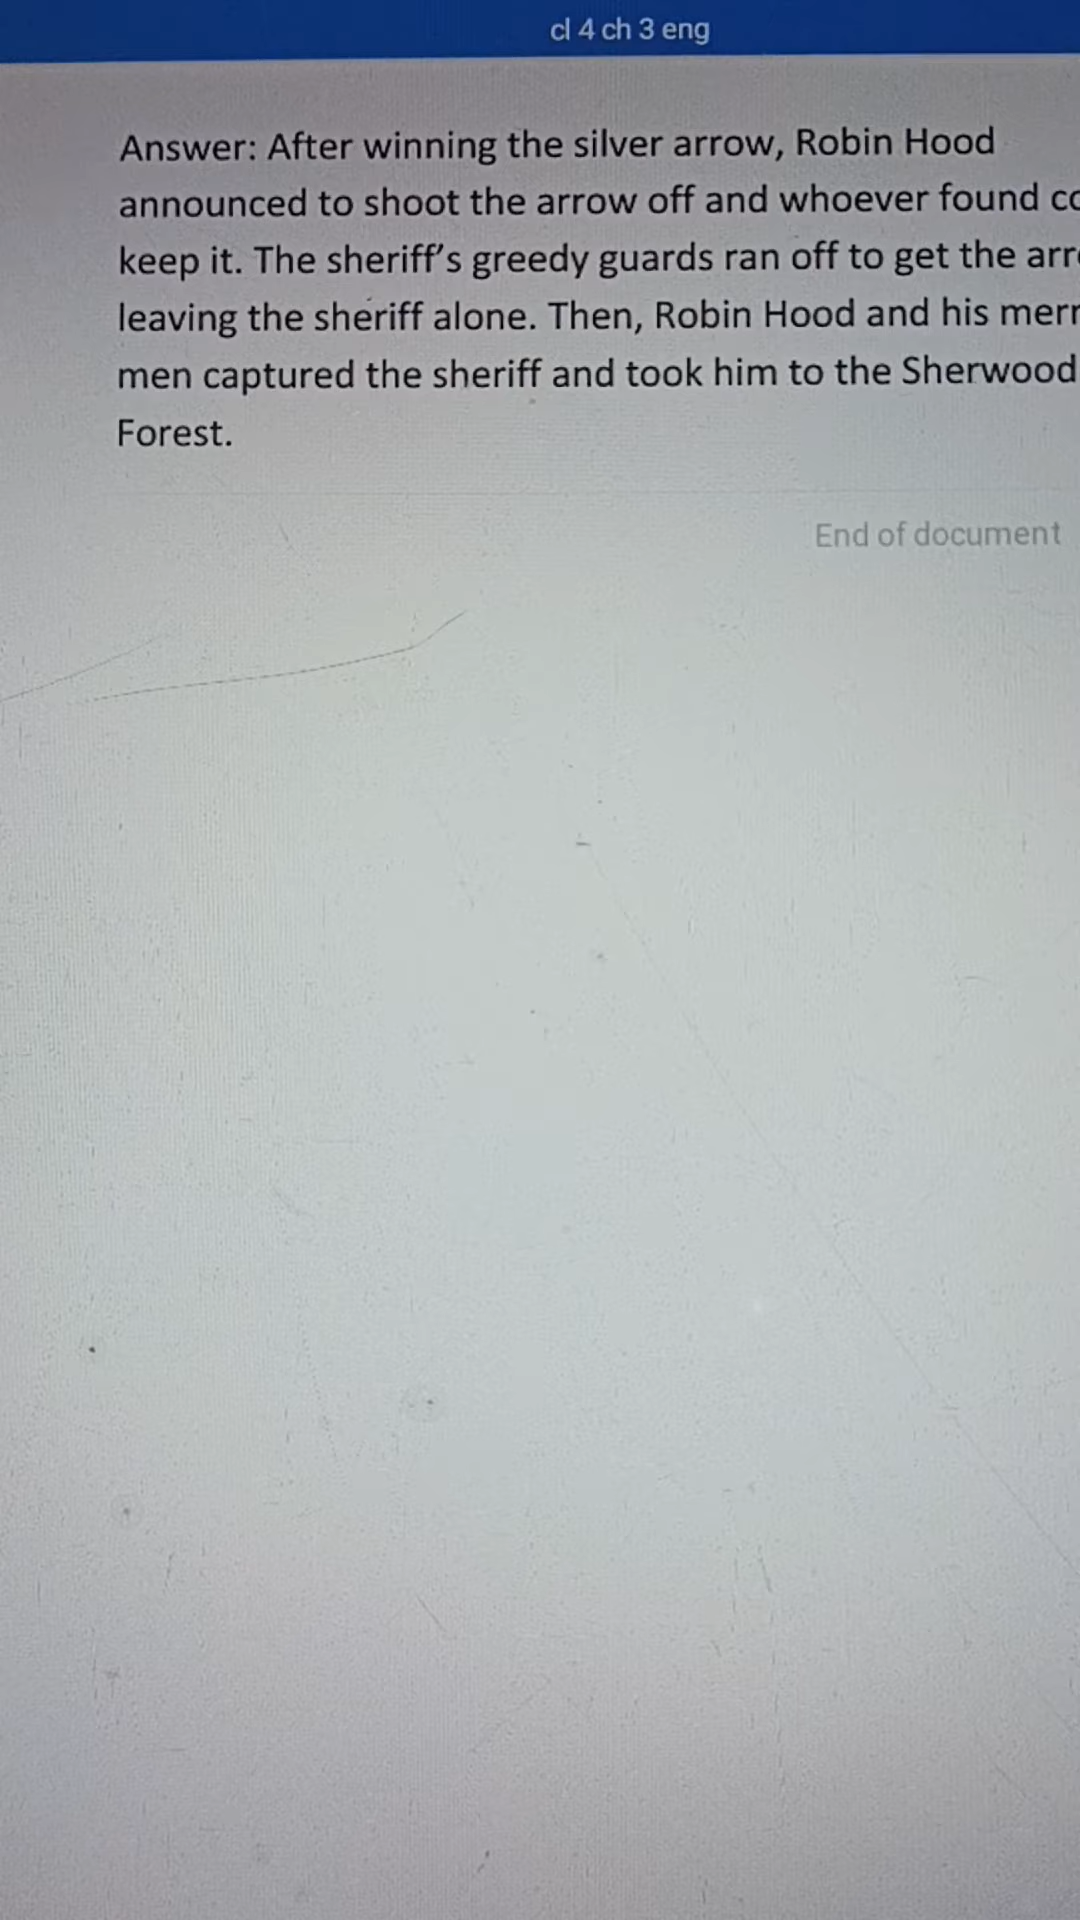 cl 4 ch 3 eng
Answer: After winning the silver arrow, Robin Hood
announced to shoot the arrow off and whoever found
keep it. The sheriff's greedy guards ran off to get the
leaving the sheriff alone. Then, Robin Hood and his
men captured the sheriff and took him to the Sherwood
Forest.
End of document